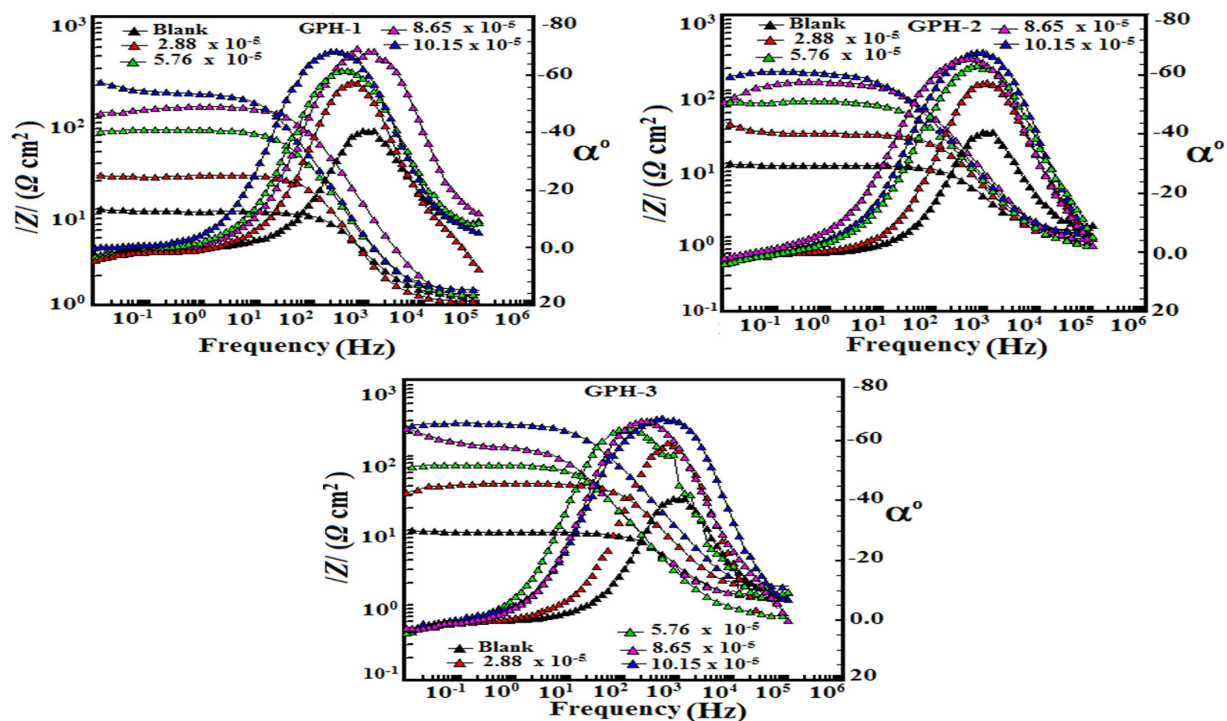 GPH-1
Blank
2.88 x 10-5
5.76 x 10-5
8.65 x 10-5
10.15 x 10-5
/Z/ (Ω cm²)
10³
10²
10¹
10⁰
-80
-60
-40
-20
0.0
20
α°
10-1 10⁰ 10¹ 10² 10³ 10⁴ 10⁵ 10⁶
Frequency (Hz)
GPH-2
Blank
2.88 x 10-5
5.76 x 10-5
8.65 x 10-5
10.15 x 10-5
/Z/ (Ω cm²)
10³
10²
10¹
10⁰
10-1
-80
-60
-40
-20
0.0
20
α°
10-1 10⁰ 10¹ 10² 10³ 10⁴ 10⁵ 10⁶
Frequency (Hz)
GPH-3
/Z/ (Ω cm²)
10³
10²
10¹
10⁰
10-1
-80
-60
-40
-20
0.0
20
α°
Blank
2.88 x 10-5
5.76 x 10-5
8.65 x 10-5
10.15 x 10-5
10-1 10⁰ 10¹ 10² 10³ 10⁴ 10⁵ 10⁶
Frequency (Hz)